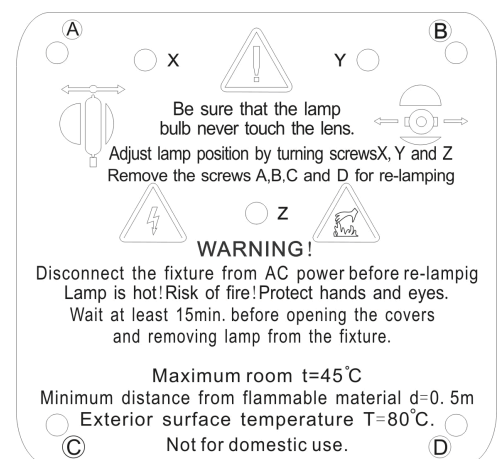 A
B
X
Y
Be sure that the lamp
bulb never touch the lens.
Adjust lamp position by turning screwsX, Y and Z
Remove the screws A,B,C and D for re-lamping
Z
WARNING!
Disconnect the fixture from AC power before re-lampig
Lamp is hot!Risk of fire!Protect hands and eyes.
Wait at least 15min. before opening the covers
and removing lamp from the fixture.
Maximum room t=45°C
Minimum distance from flammable material d=0. 5m
Exterior surface temperature T=80°C.
Not for domestic use.
C
D